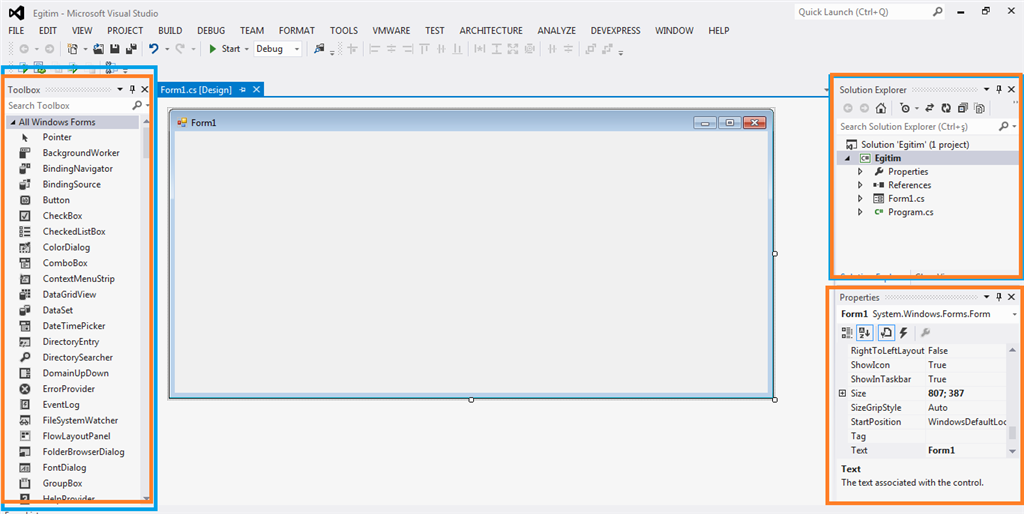 Egitim - Microsoft Visual Studio
Quick Launch (Ctrl+Q)
FILE EDIT VIEW PROJECT BUILD DEBUG TEAM FORMAT TOOLS VMWARE TEST ARCHITECTURE ANALYZE DEVEXPRESS WINDOW HELP
Start Debug
Toolbox
Search Toolbox
All Windows Forms
Pointer
BackgroundWorker
BindingNavigator
BindingSource
Button
CheckBox
CheckedListBox
ColorDialog
ComboBox
ContextMenuStrip
DataGridView
DataSet
DateTimePicker
DirectoryEntry
DirectorySearcher
DomainUpDown
ErrorProvider
EventLog
FileSystemWatcher
FlowLayoutPanel
FolderBrowserDialog
FontDialog
GroupBox
HelpProvider
Form1.cs [Design]
Form1
Solution Explorer
Search Solution Explorer (Ctrl+ş)
Solution 'Egitim' (1 project)
C# Egitim
Properties
References
Form1.cs
C# Program.cs
Properties
Form1 System.Windows.Forms.Form
RightToLeftLayout False
ShowIcon True
ShowInTaskbar True
Size 807; 387
SizeGripStyle Auto
StartPosition WindowsDefaultLoc
Tag
Text Form1
Text
The text associated with the control.